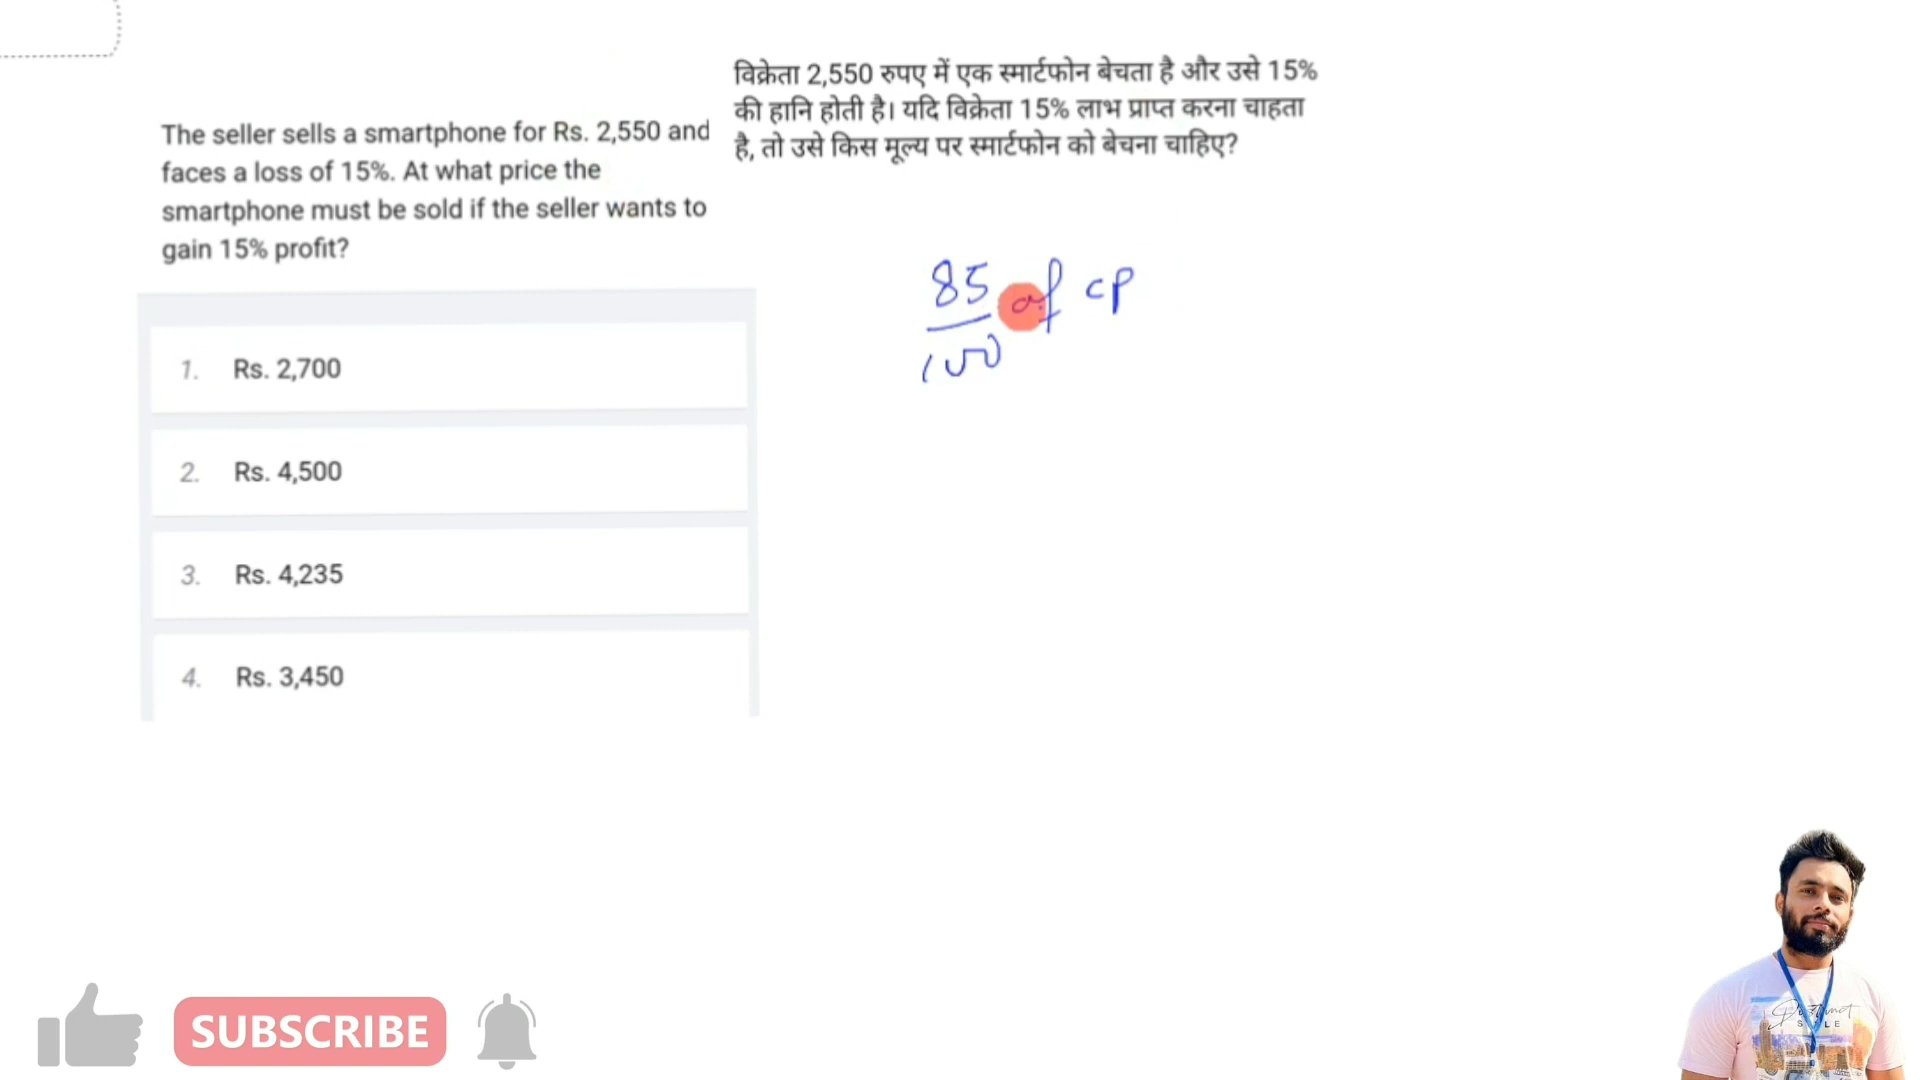 विक्रेता 2,550 रुपए में एक स्मार्टफोन बेचता है और उसे 15%
की हानि होती है। यदि विक्रेता 15% लाभ प्राप्त करना चाहता
है, तो उसे किस मूल्य पर स्मार्टफोन को बेचना चाहिए?
The seller sells a smartphone for Rs. 2,550 and
faces a loss of 15%. At what price the
smartphone must be sold if the seller wants to
gain 15% profit?
85 of CP
100
1. Rs. 2,700
2. Rs. 4,500
3. Rs. 4,235
4. Rs. 3,450
SUBSCRIBE